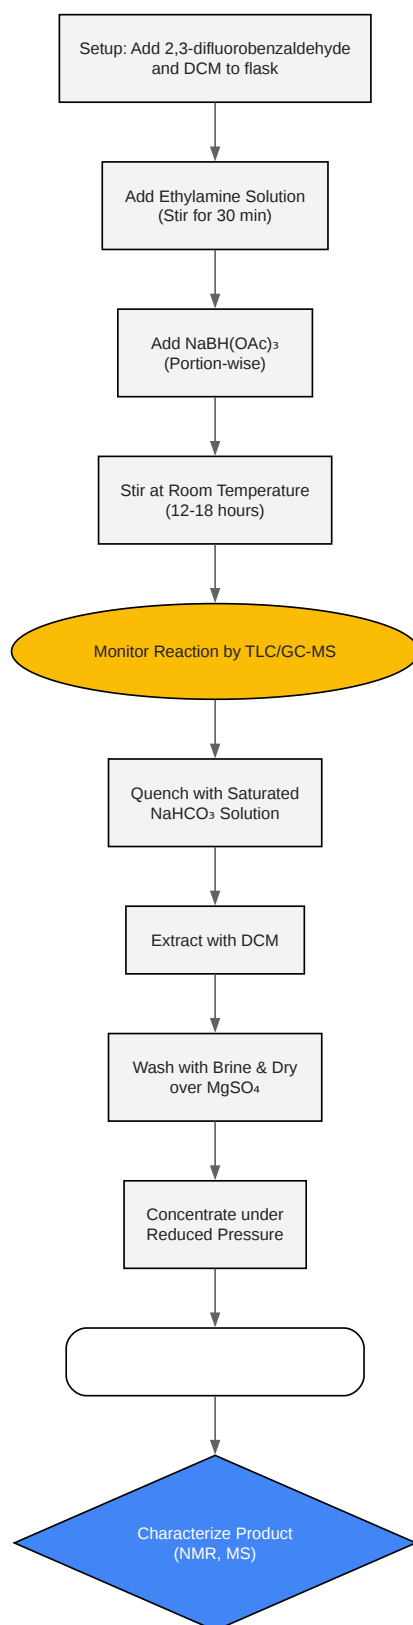 Setup: Add 2,3-difluorobenzaldehyde
and DCM to flask
Add Ethylamine Solution
(Stir for 30 min)
Add NaBH(OAc)₃
(Portion-wise)
Stir at Room Temperature
(12-18 hours)
Monitor Reaction by TLC/GC-MS
Quench with Saturated
NaHCO₃ Solution
Extract with DCM
Wash with Brine & Dry
over MgSO₄
Concentrate under
Reduced Pressure
Characterize Product
(NMR, MS)